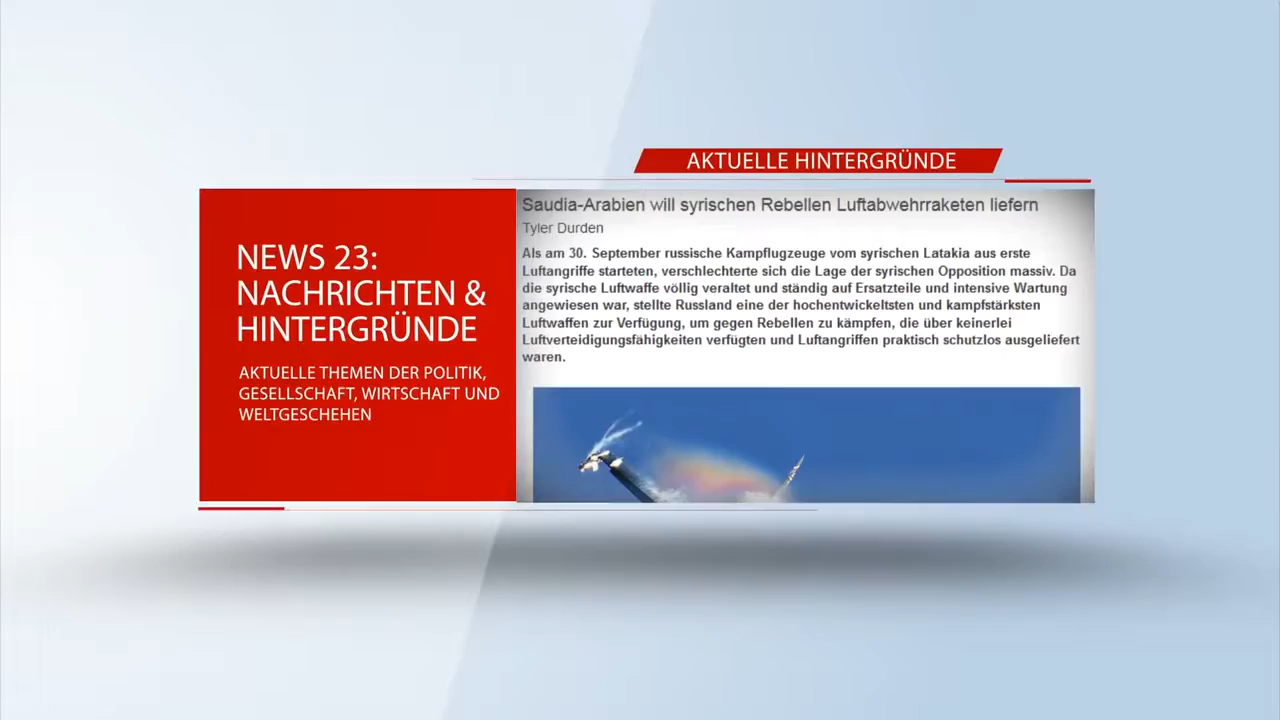 AKTUELLE HINTERGRÜNDE
NEWS 23:
NACHRICHTEN &
HINTERGRÜNDE
AKTUELLE THEMEN DER POLITIK,
GESELLSCHAFT, WIRTSCHAFT UND
WELTGESCHEHEN
Saudia-Arabien will syrischen Rebellen Luftabwehrraketen liefern
Tyler Durden
Als am 30. September russische Kampflugzeuge vom syrischen Latakia aus erste
Luftangriffe starteten, verschlechterte sich die Lage der syrischen Opposition massiv. Da
die syrische Luftwaffe völlig veraltet und ständig auf Ersatzteile und intensive Wartung
angewiesen war, stellte Russland eine der hochentwickeltsten und kampfstärksten
Luftwaffen zur Verfügung, um gegen Rebellen zu kämpfen, die über keinerlei
Luftverteidigungsfähigkeiten verfügten und Luftangriffen praktisch schutzlos ausgeliefert
waren.